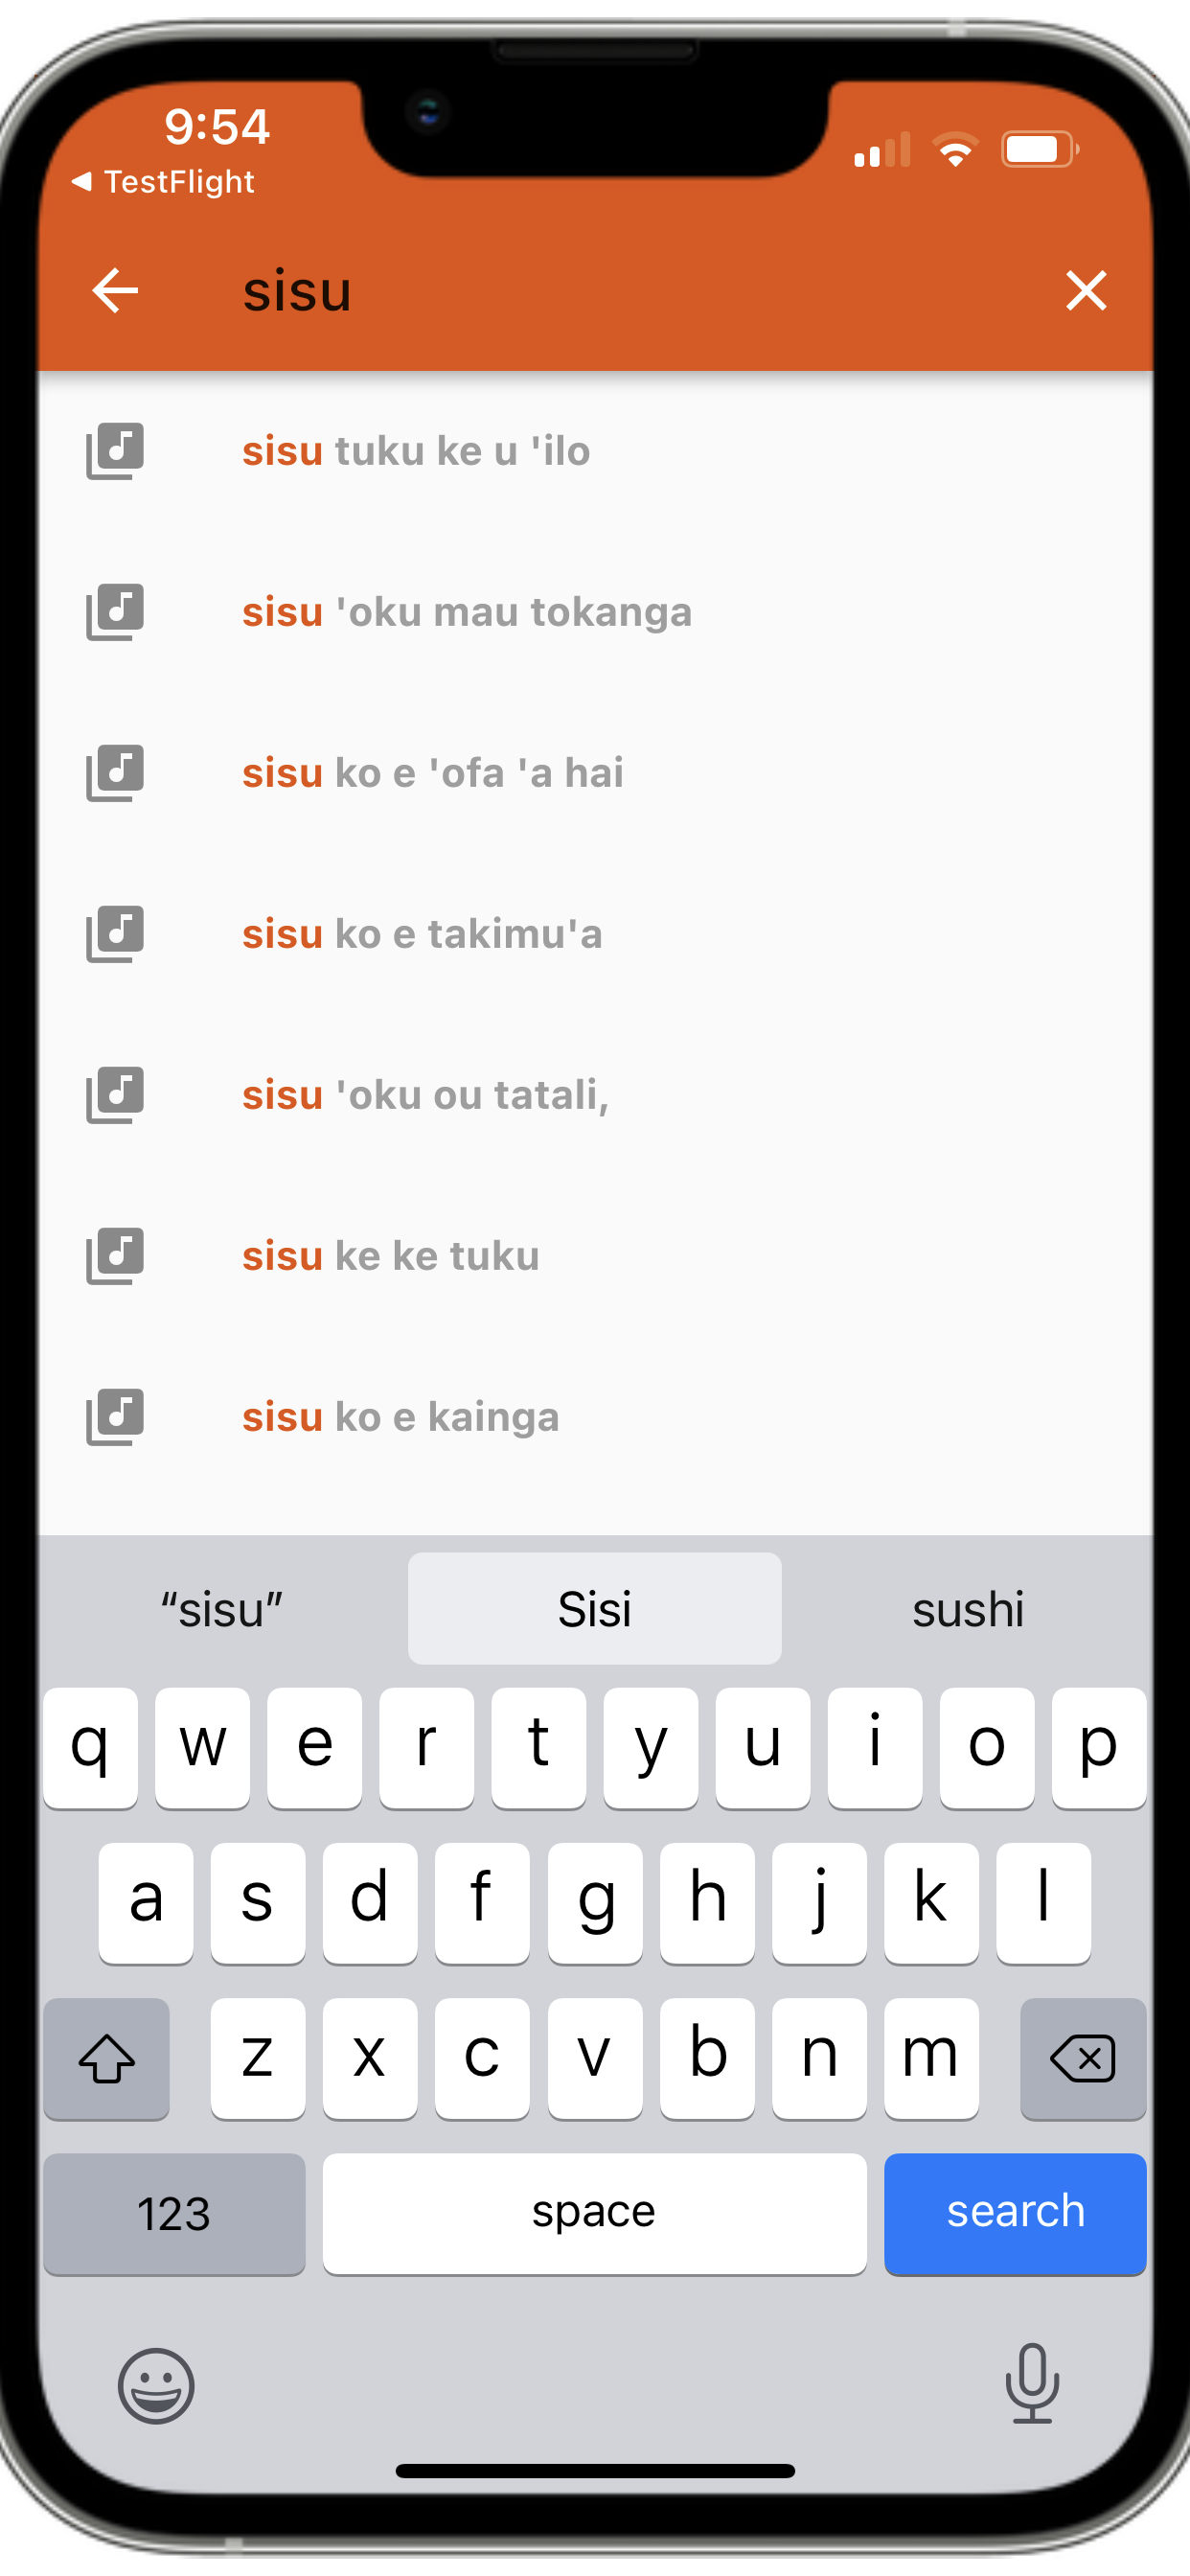 9:54
◀ TestFlight
sisu
sisu tuku ke u 'ilo
sisu 'oku mau tokanga
sisu ko e 'ofa 'a hai
sisu ko e takimu'a
sisu 'oku ou tatali,
sisu ke ke tuku
sisu ko e kainga
“sisu” Sisi sushi
q w e r t y u i o p
a s d f g h j k l
z x c v b n m
123 space search